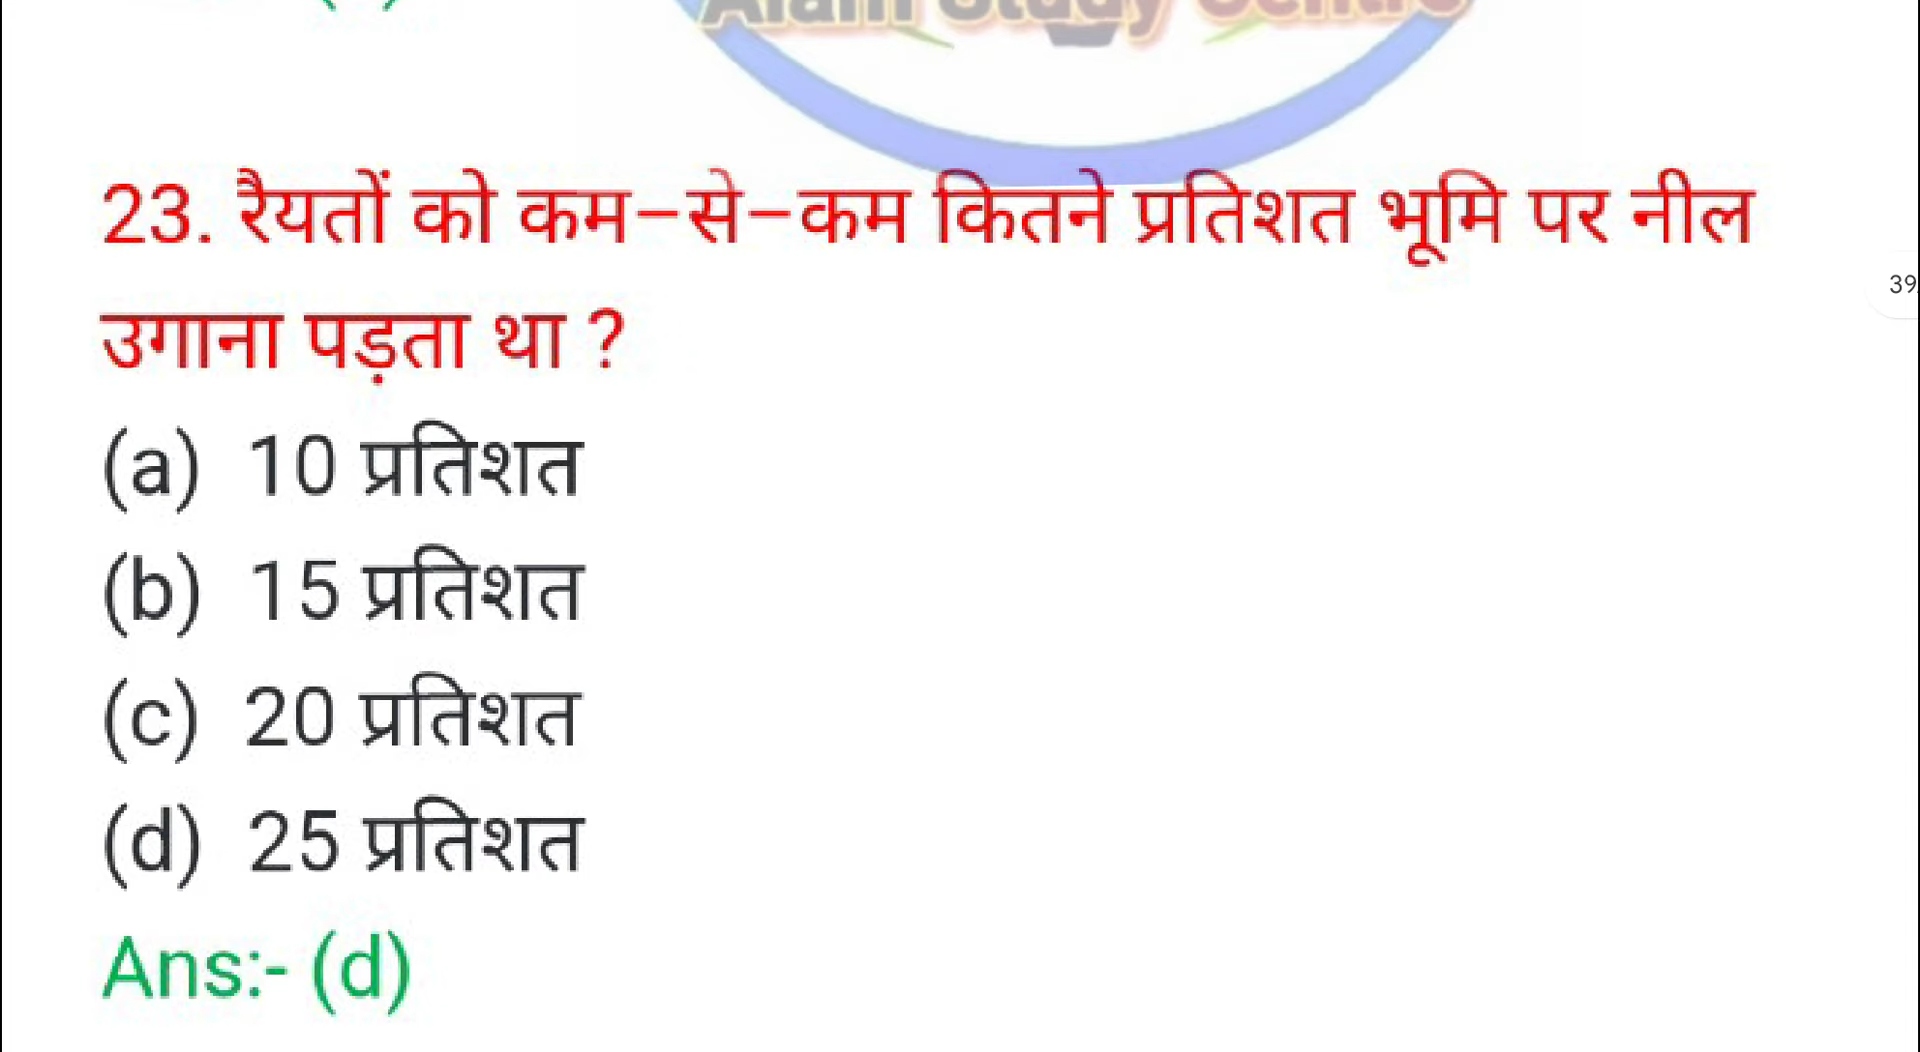 23. रैयतों को कम-से-कम कितने प्रतिशत भूमि पर नील
39
उगाना पड़ता था ?
(a) 10 प्रतिशत
(b) 15 प्रतिशत
(c) 20 प्रतिशत
(d) 25 प्रतिशत
Ans:- (d)